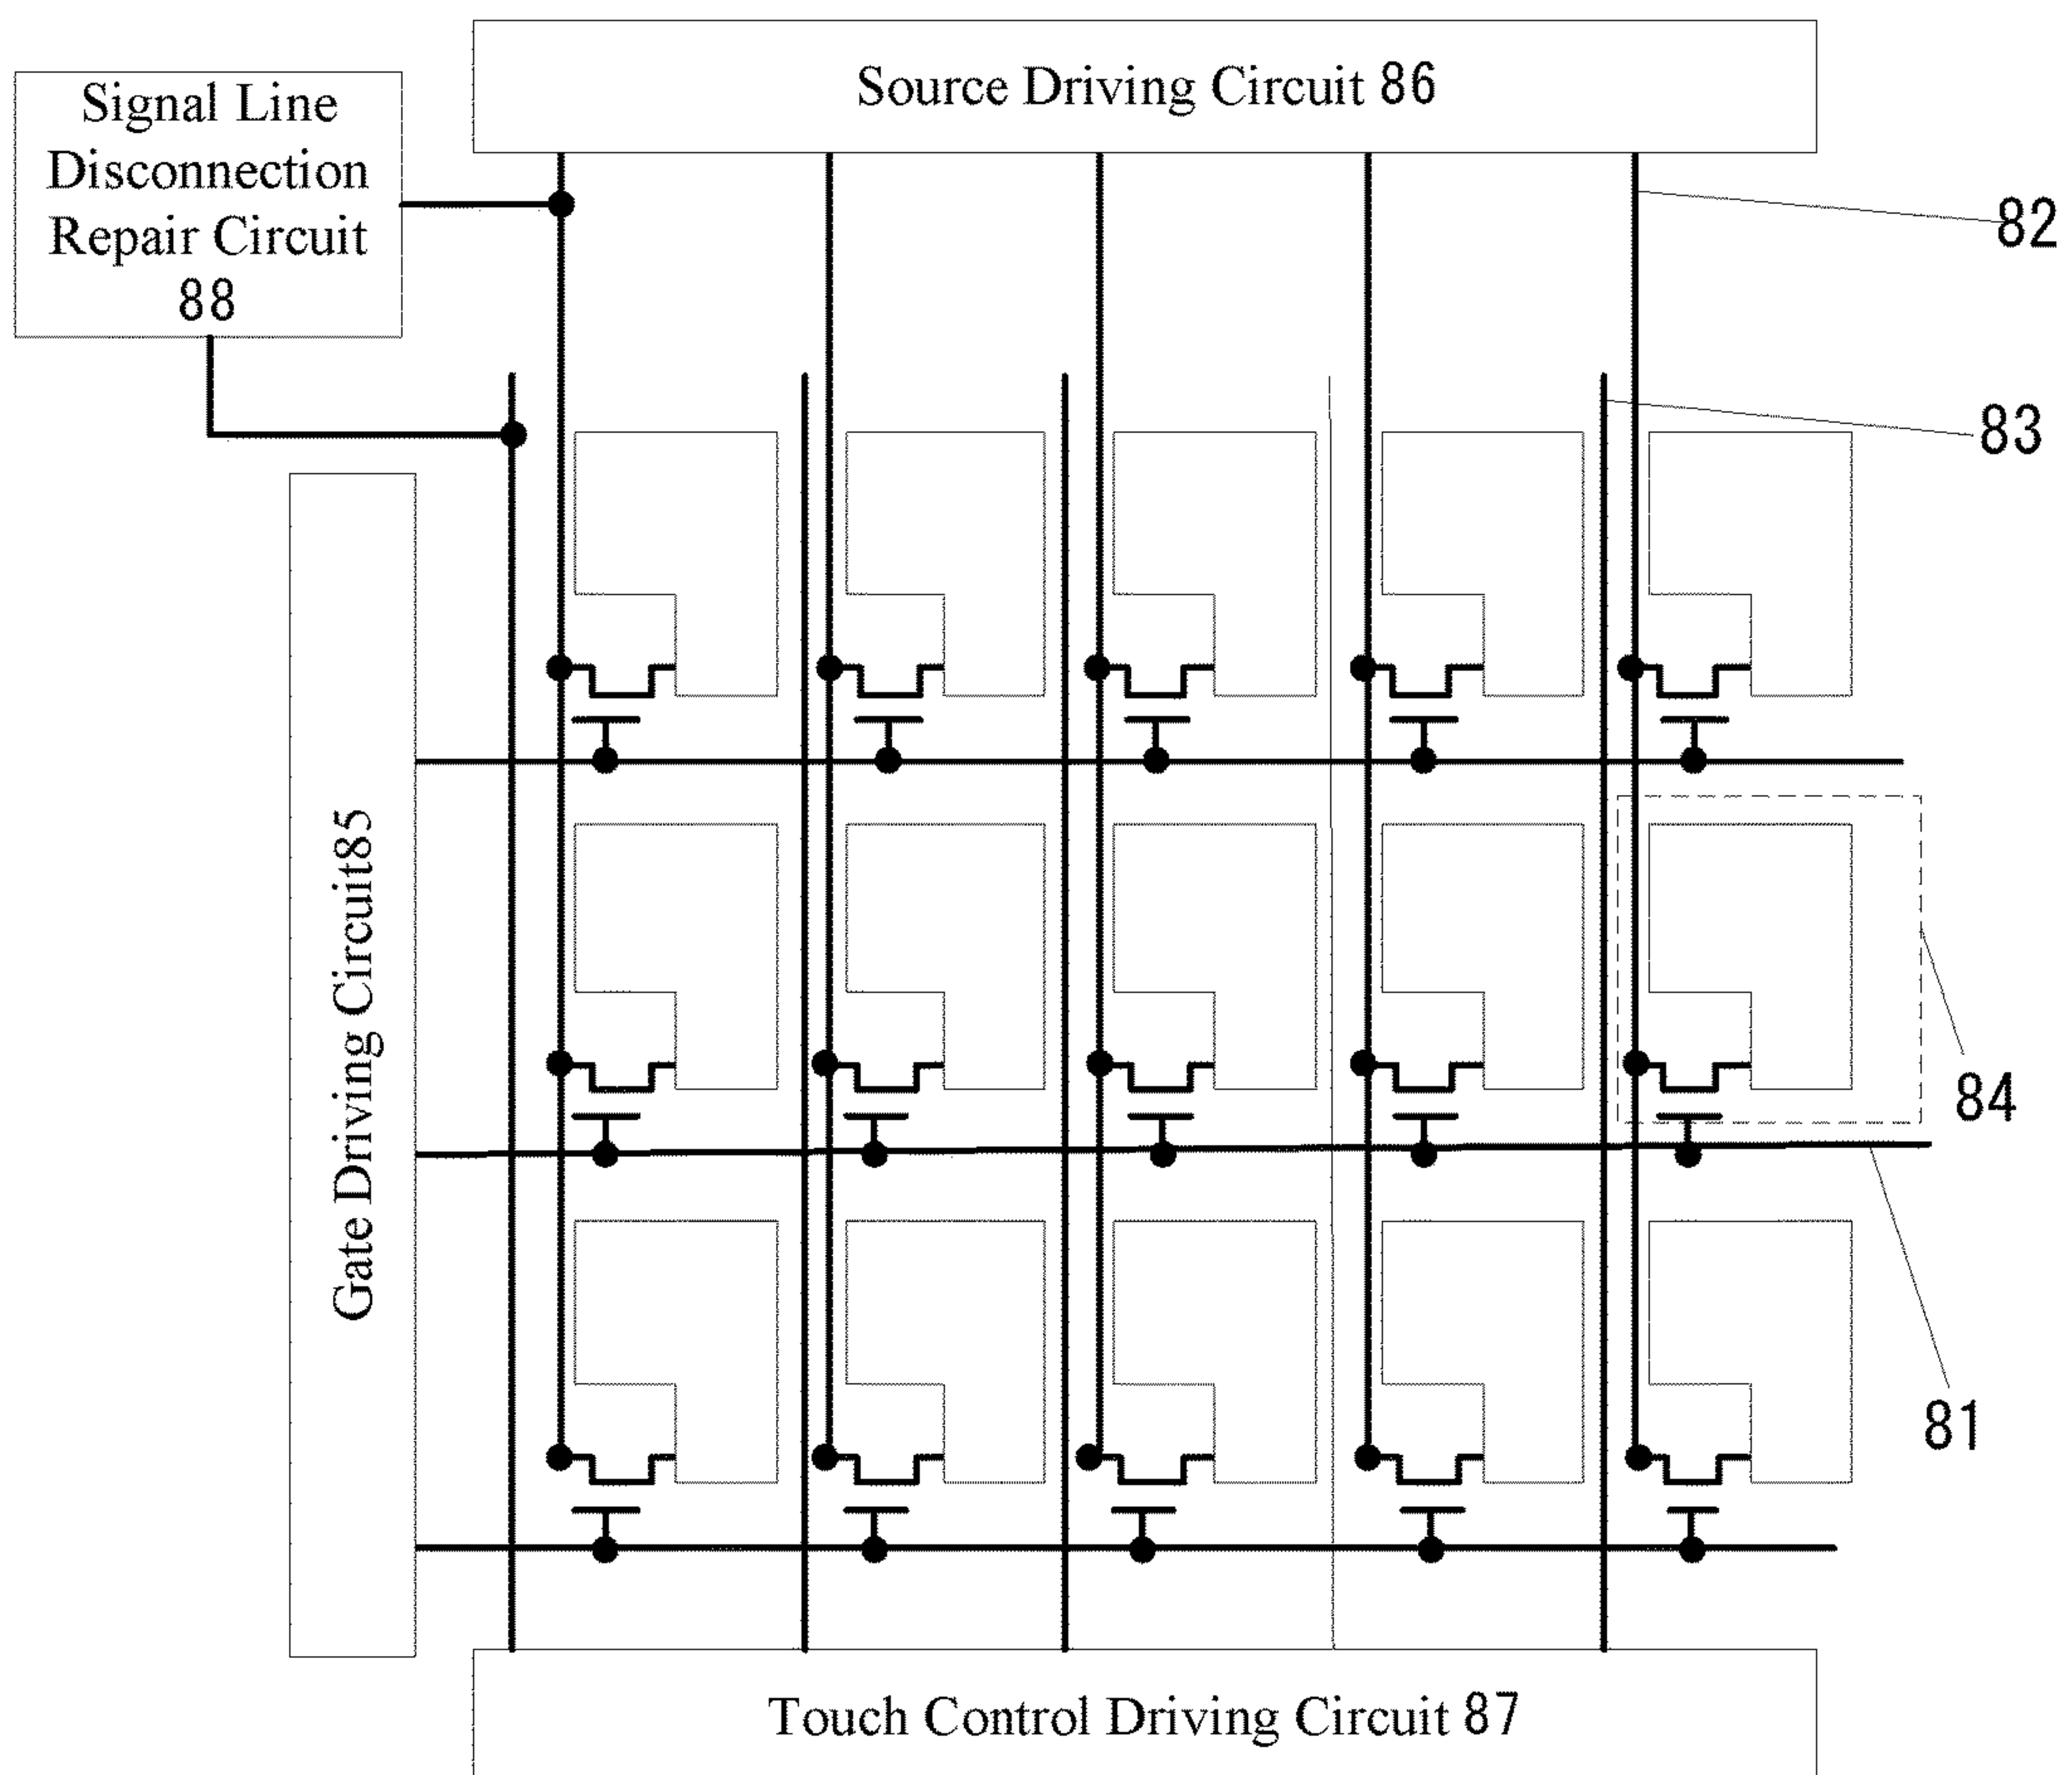 Source Driving Circuit 86
Signal Line
Disconnection
Repair Circuit
88
82
83
Gate Driving Circuit85
84
81
Touch Control Driving Circuit 87